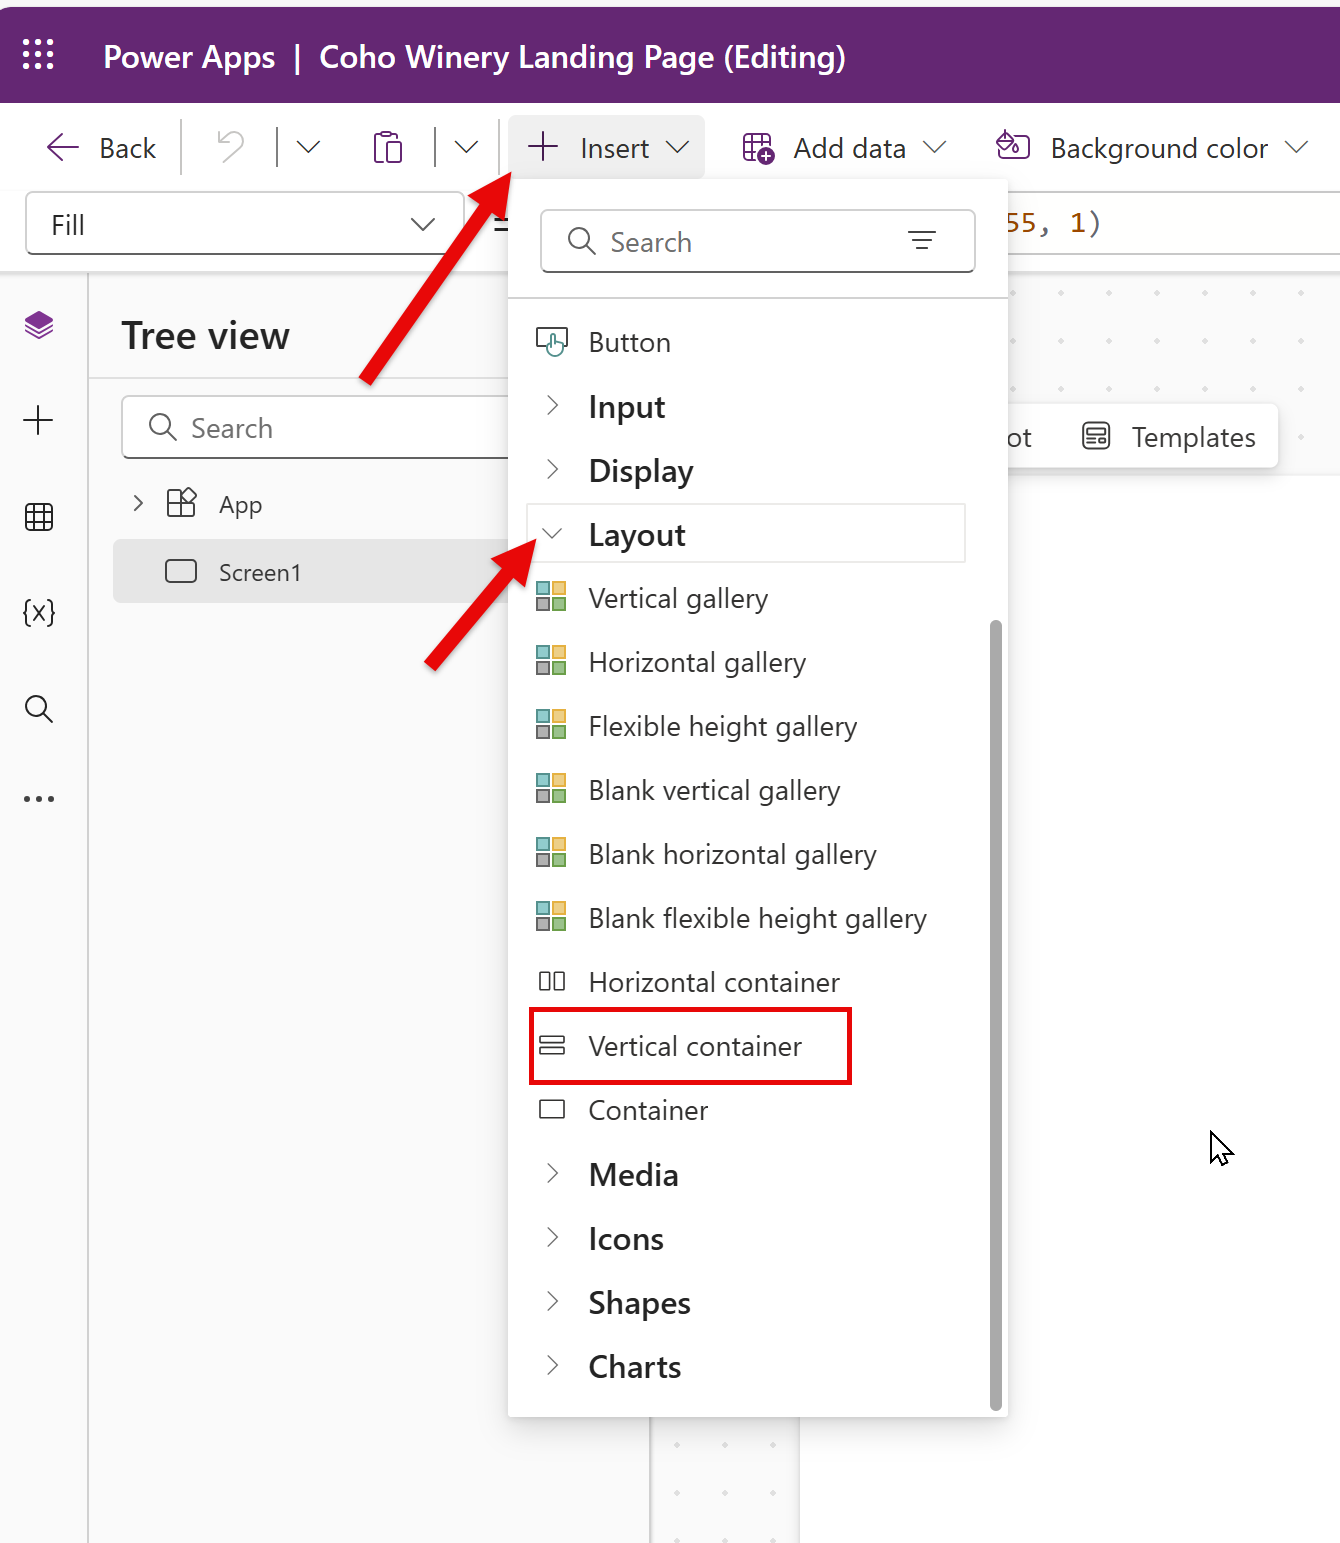 Power Apps | Coho Winery Landing Page (Editing)
Back
Insert
Add data
Background color
Fill
=
55, 1)
Search
Tree view
Search
App
Screen1
Button
Input
Display
Layout
Vertical gallery
Horizontal gallery
Flexible height gallery
Blank vertical gallery
Blank horizontal gallery
Blank flexible height gallery
Horizontal container
Vertical container
Container
Media
Icons
Shapes
Charts
ot
Templates